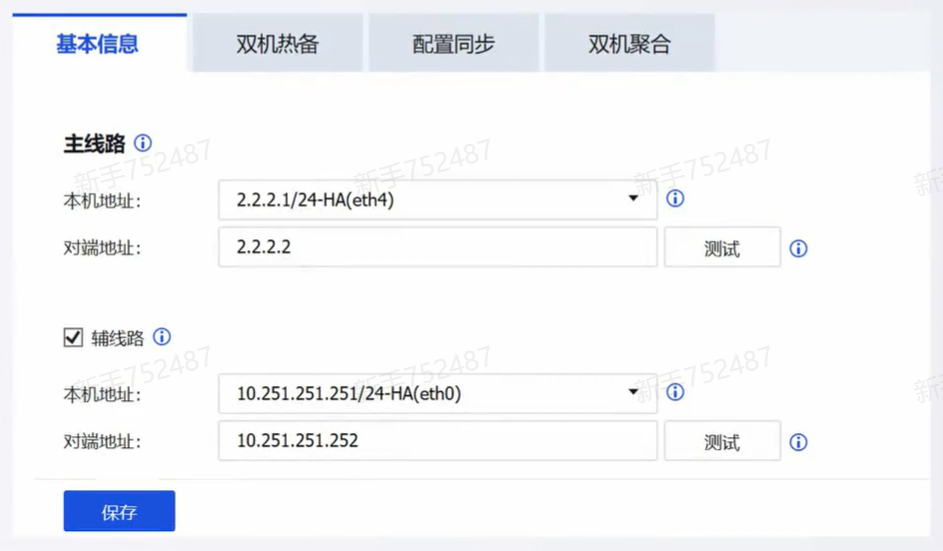 基本信息 双机热备 配置同步 双机聚合
主线路
本机地址: 2.2.2.1/24-HA(eth4)
对端地址: 2.2.2.2 测试
辅线路
本机地址: 10.251.251.251/24-HA(eth0)
对端地址: 10.251.251.252 测试
保存
新手752487 新手752487 新手752487 新手
新手752487 新手752487 新手752487 新手